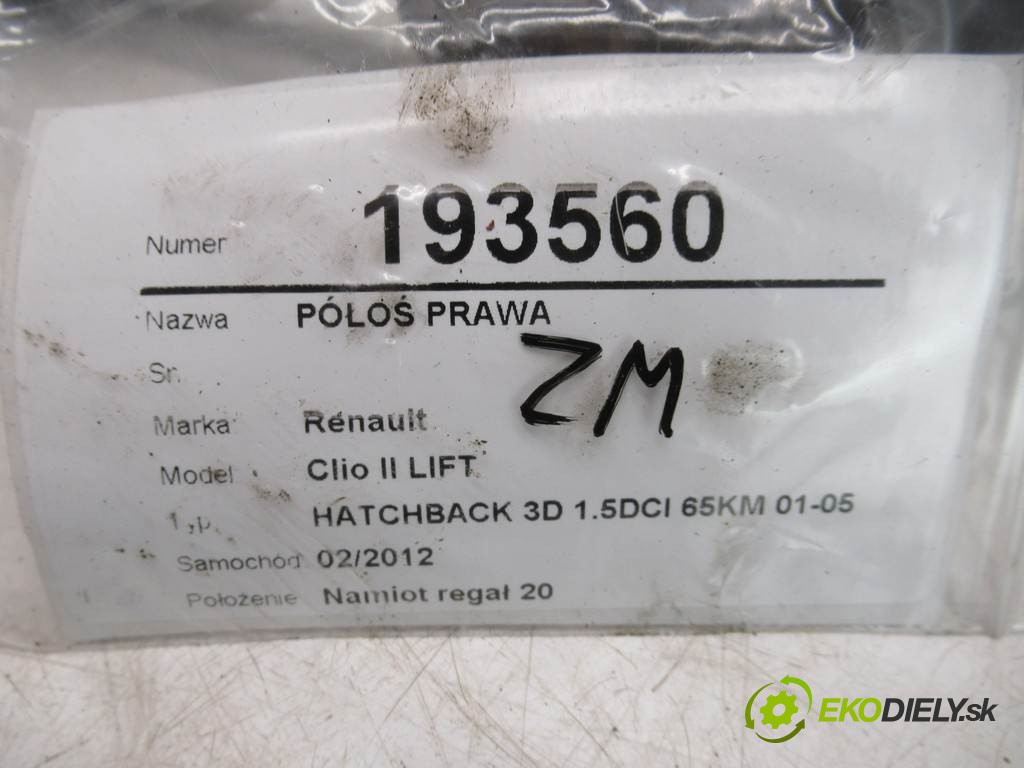 Numer 193560
Nazwa PÓŁOŚ PRAWA
ZM
Sr
Marka Renault
Model Clio II LIFT
Typ HATCHBACK 3D 1.5DCI 65KM 01-05
Samochód 02/2012
Położenie Namiot regał 20
EKODIELY.sk